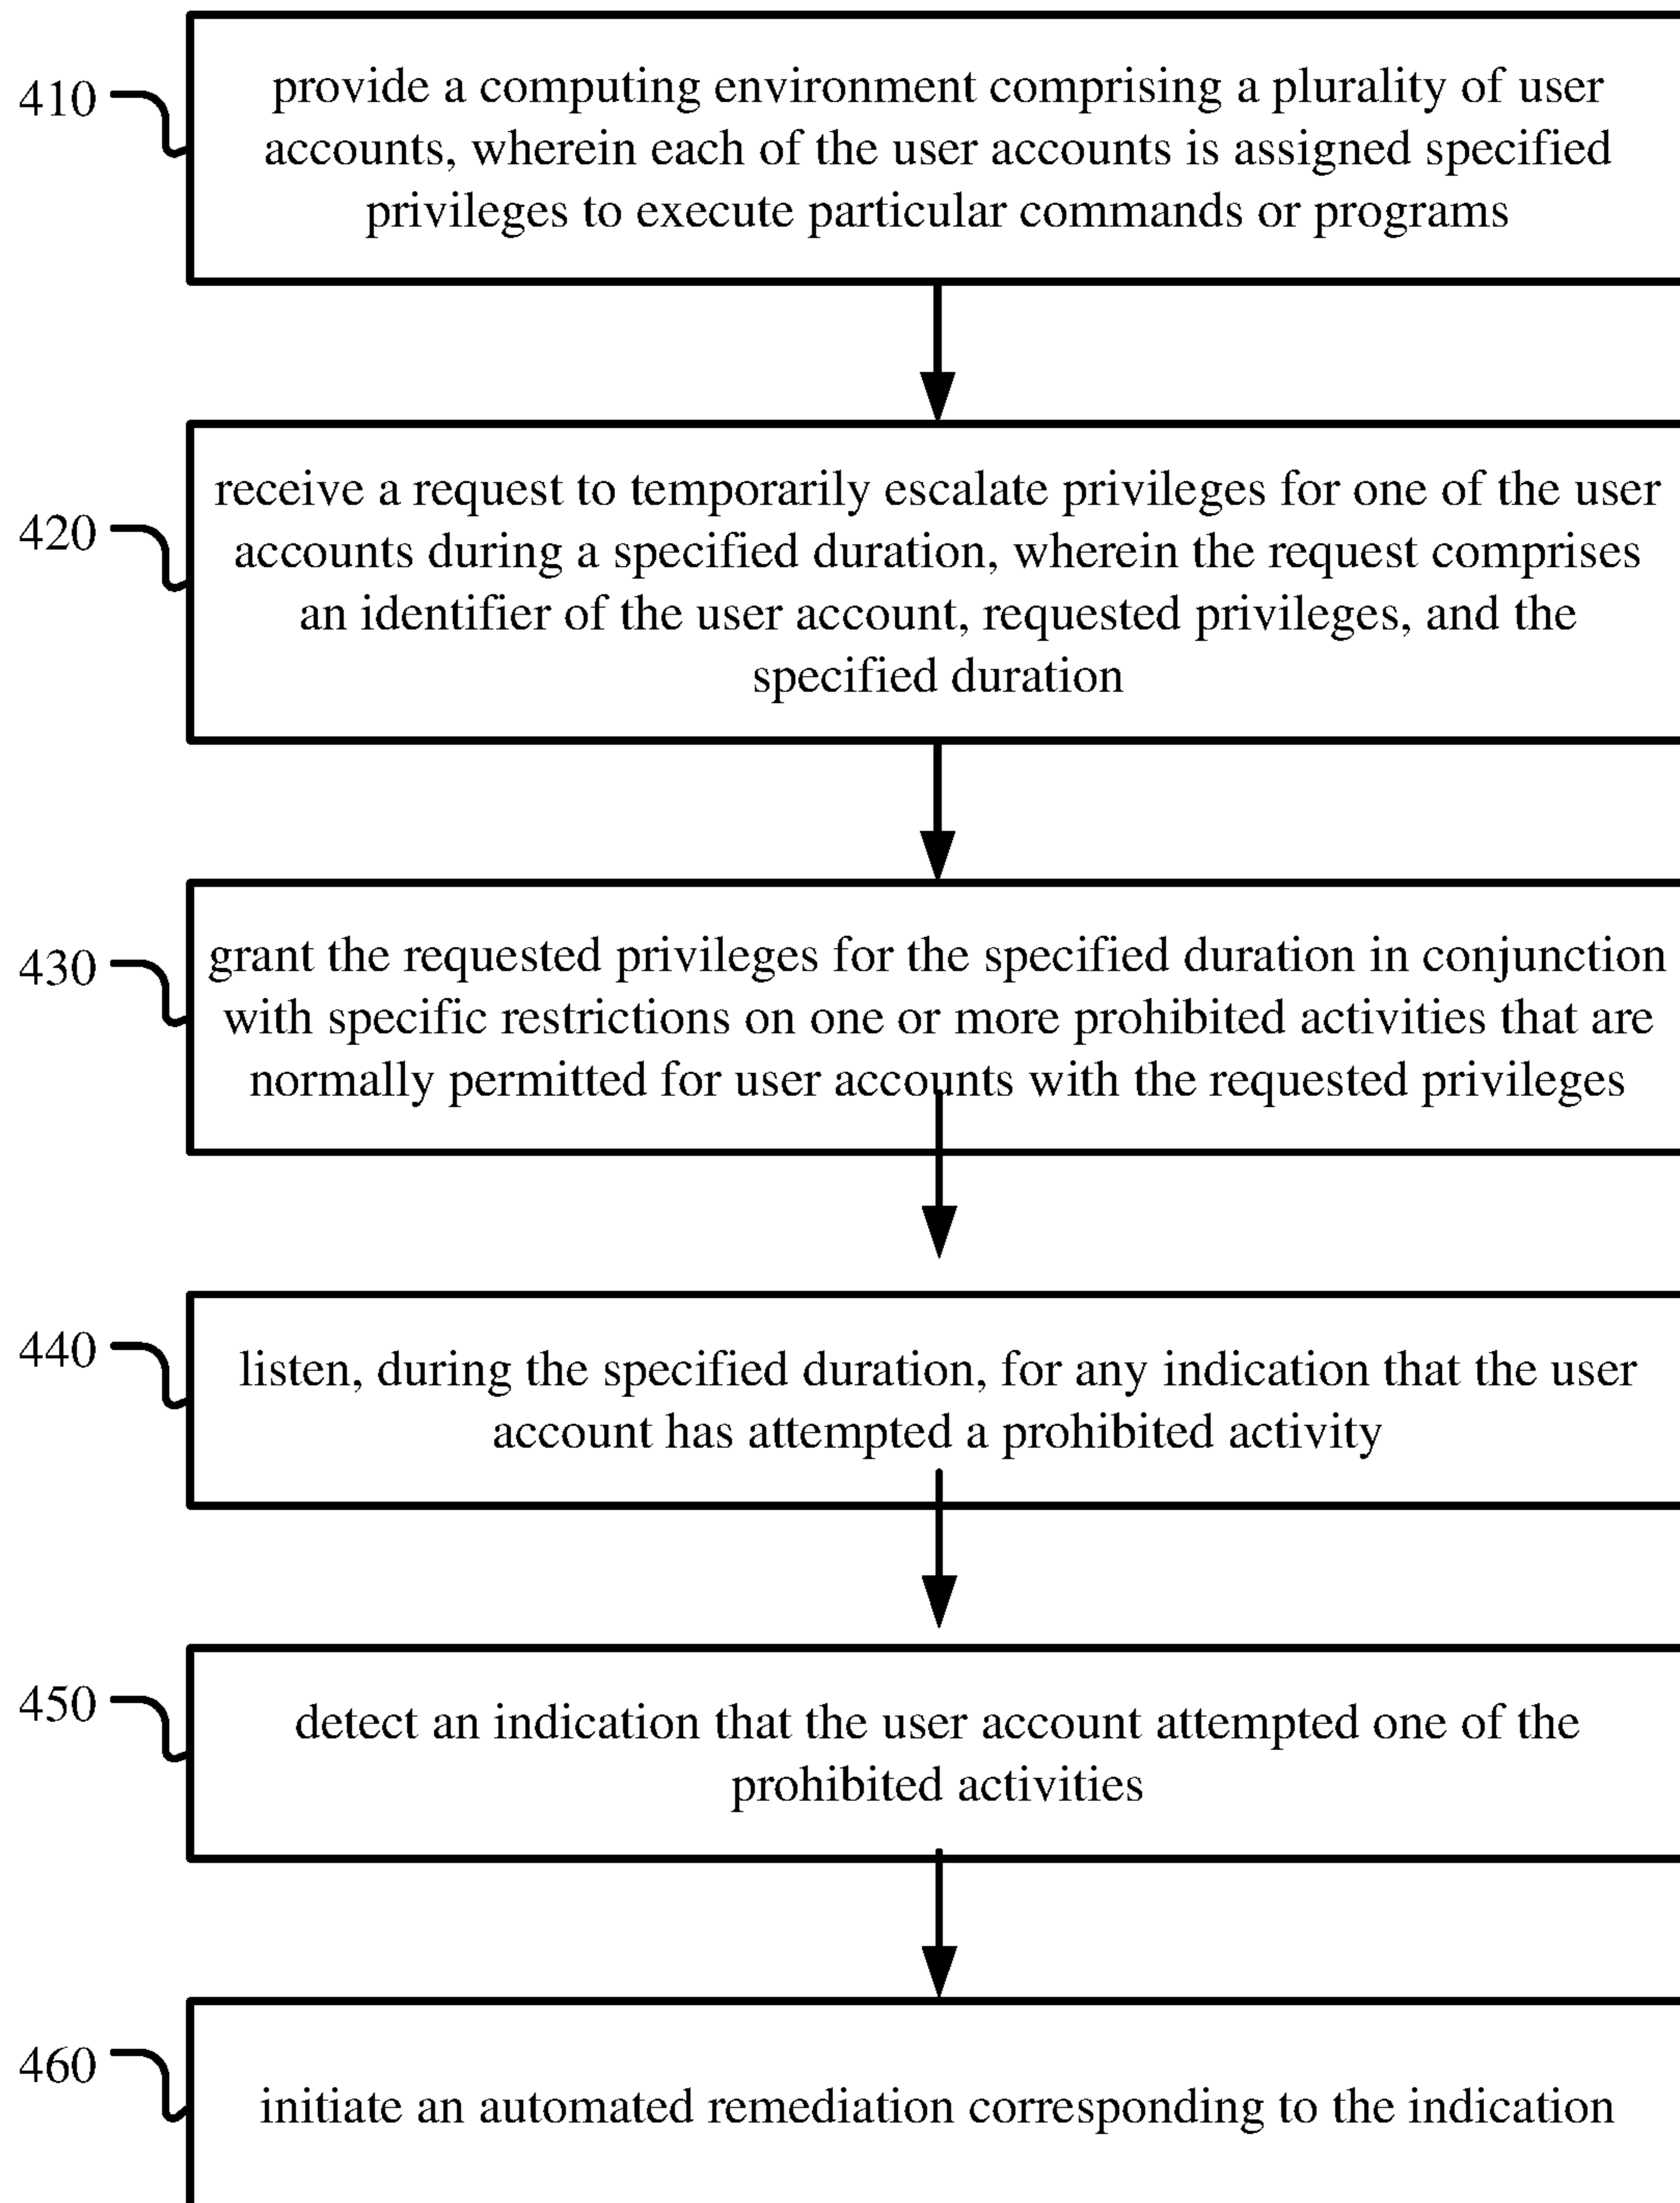 410
provide a computing environment comprising a plurality of user
accounts, wherein each of the user accounts is assigned specified
privileges to execute particular commands or programs
420
receive a request to temporarily escalate privileges for one of the user
accounts during a specified duration, wherein the request comprises
an identifier of the user account, requested privileges, and the
specified duration
430
grant the requested privileges for the specified duration in conjunction
with specific restrictions on one or more prohibited activities that are
normally permitted for user accounts with the requested privileges
440
listen, during the specified duration, for any indication that the user
account has attempted a prohibited activity
450
detect an indication that the user account attempted one of the
prohibited activities
460
initiate an automated remediation corresponding to the indication